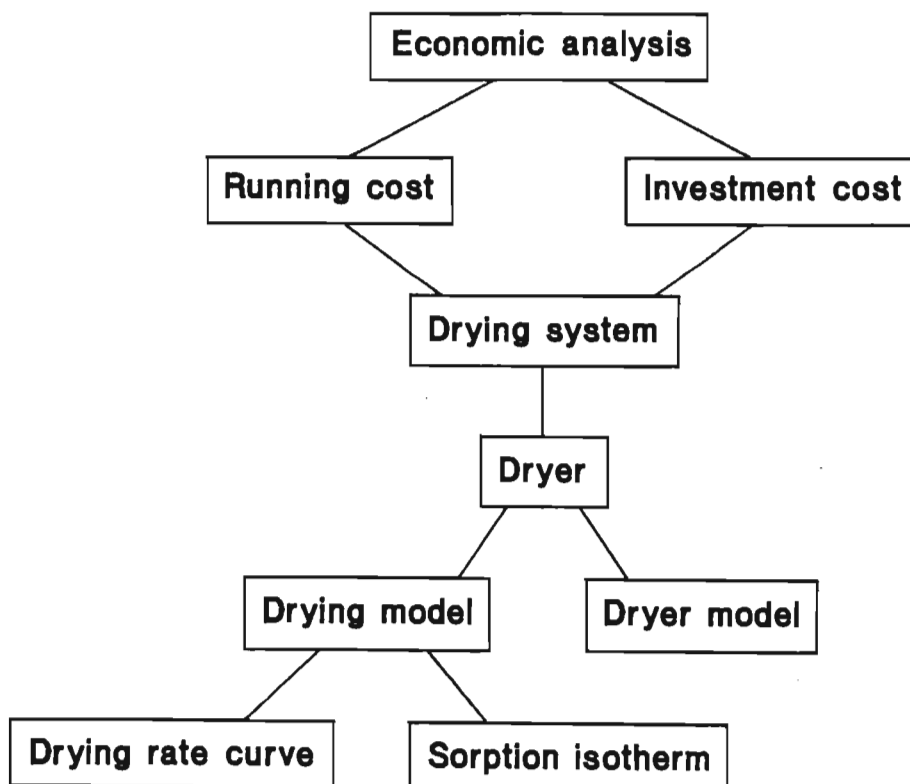 Economic analysis
Running cost
Investment cost
Drying system
Dryer
Drying model
Dryer model
Drying rate curve
Sorption isotherm